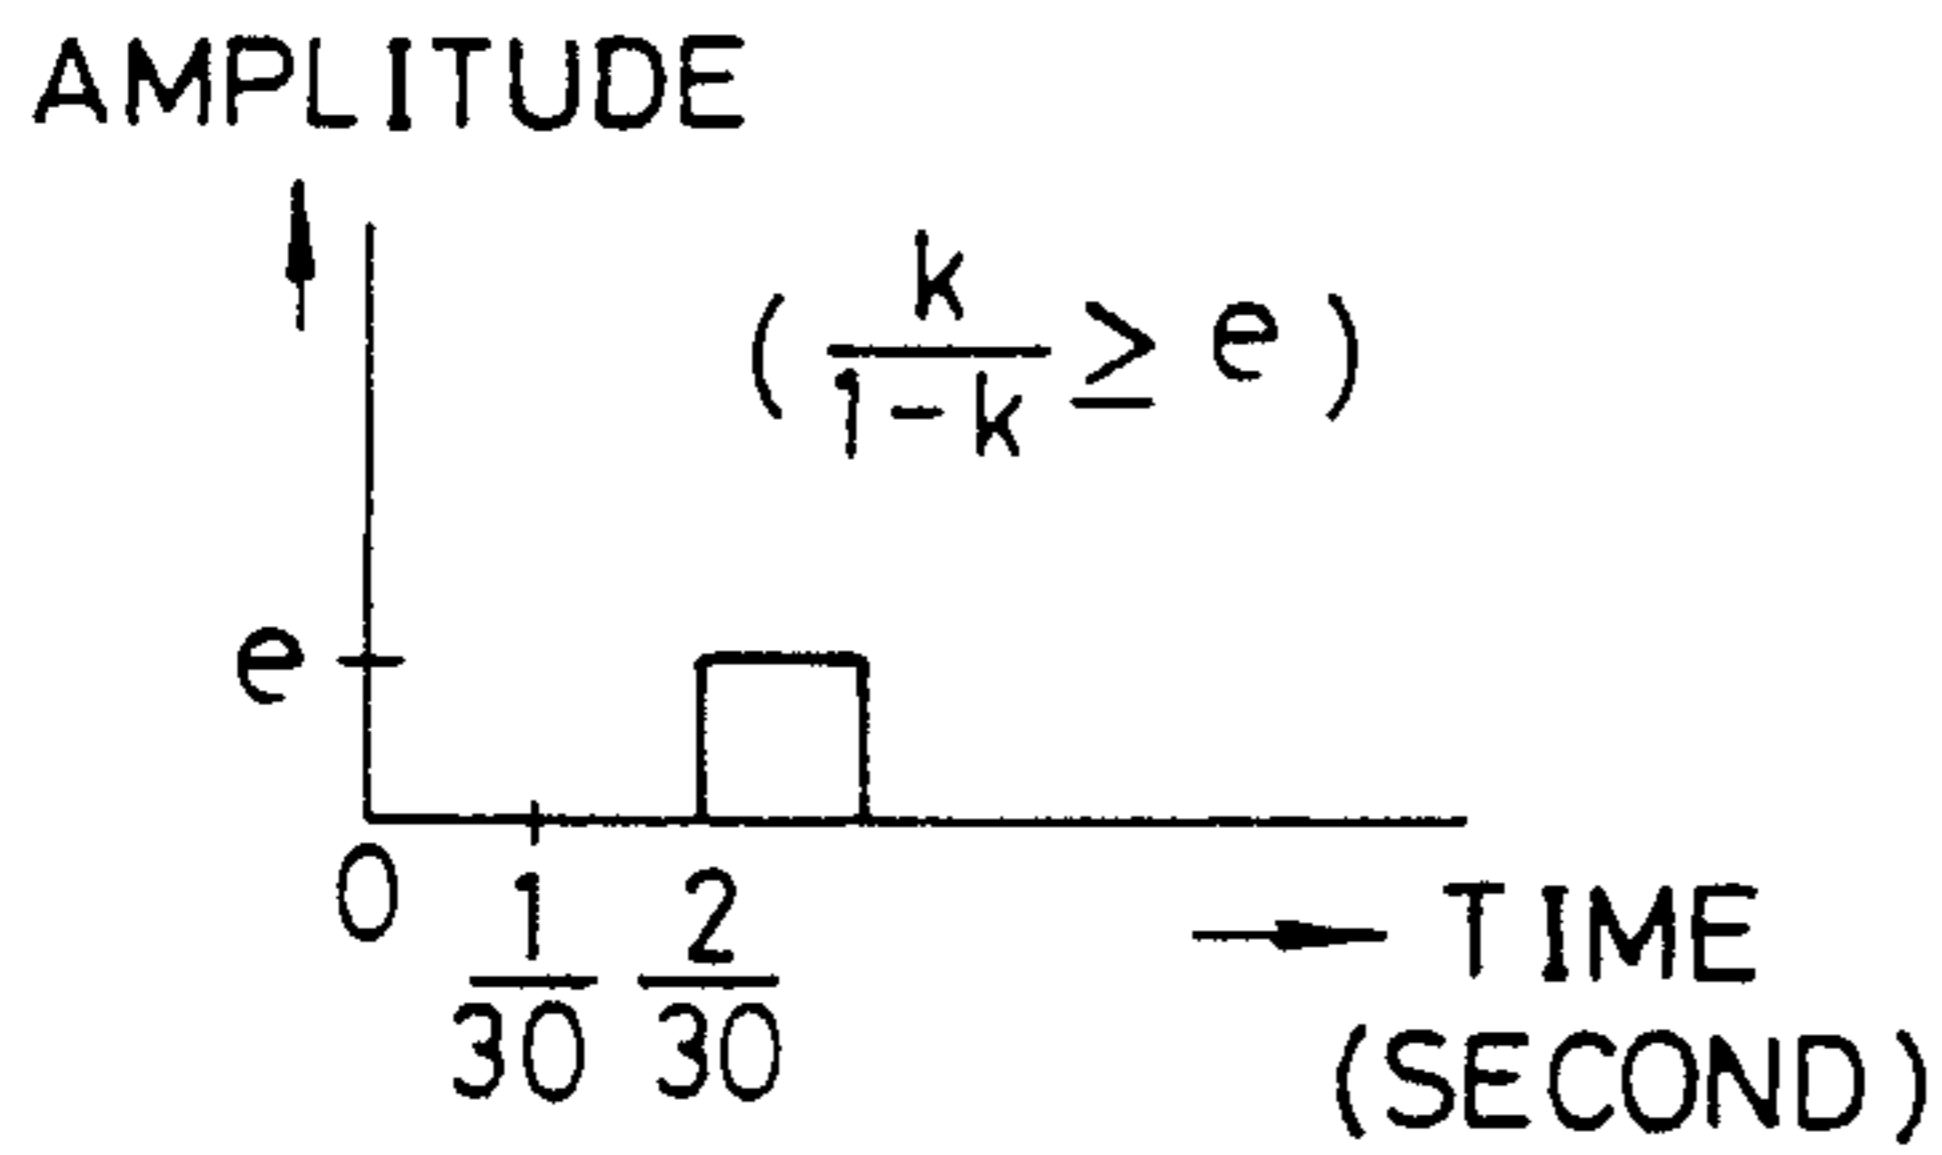 AMPLITUDE
( k/(1-k) ≥ e )
e
0 1/30 2/30
TIME
(SECOND)